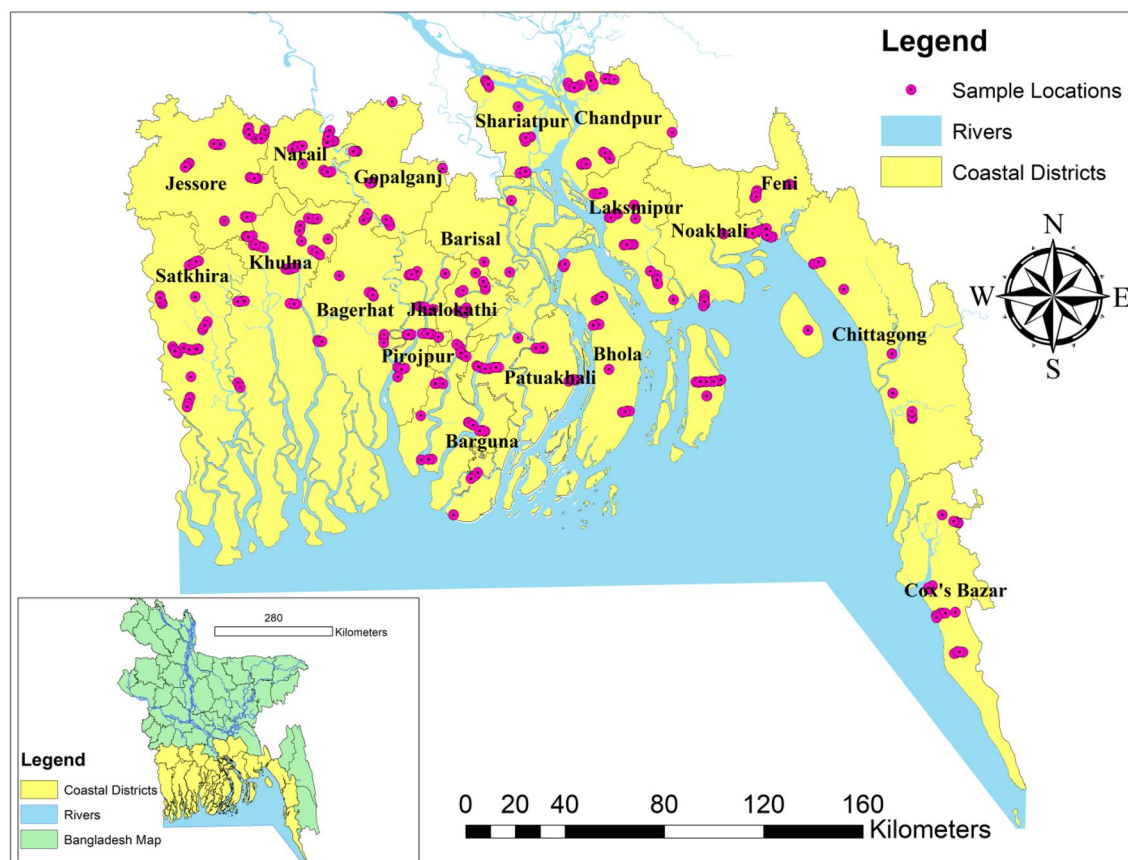 Legend
Sample Locations
Rivers
Coastal Districts
N
W E
S
Shariatpur
Chandpur
Narail
Jessore
Gopalganj
Feni
Laksmipur
Noakhali
Barisal
Khulna
Satkhira
Bagerhat
Jhalokathi
Chittagong
Pirojpur
Bhola
Patuakhali
Barguna
Cox's Bazar
280
Kilometers
Legend
Coastal Districts
Rivers
Bangladesh Map
0 20 40 80 120 160
Kilometers